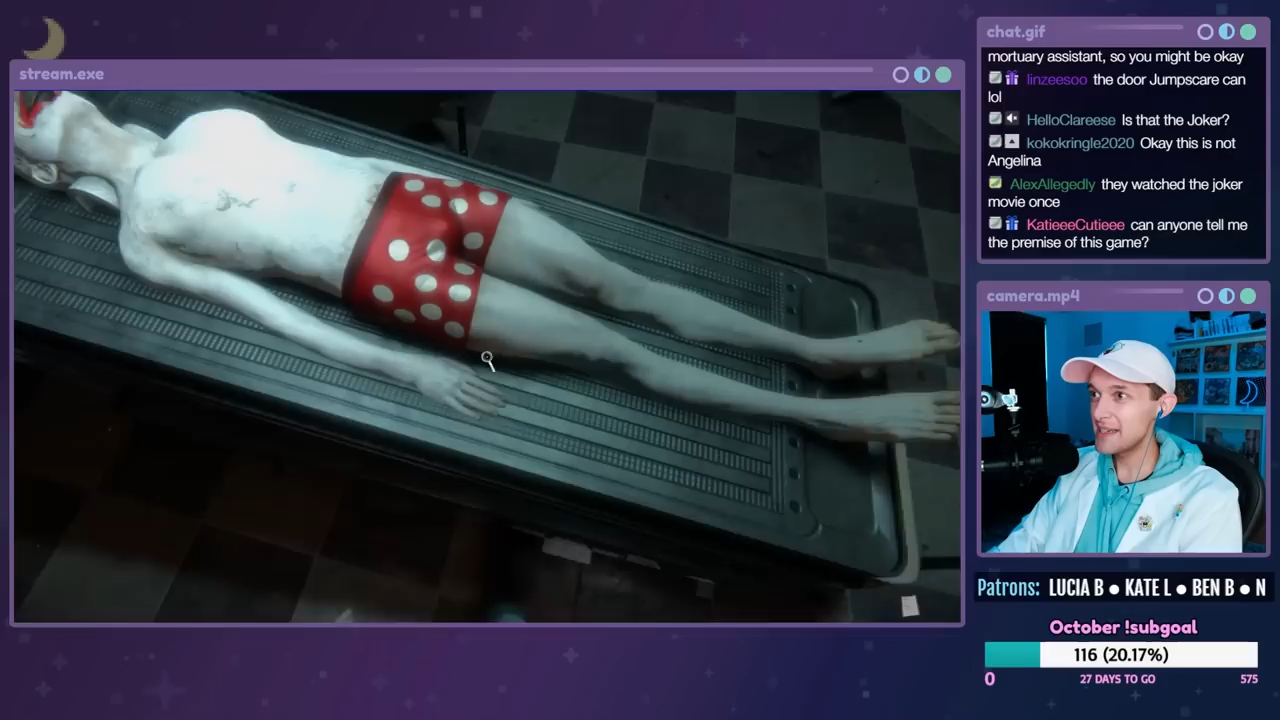 stream.exe
chat.gif
mortuary assistant, so you might be okay
linzeesoo the door Jumpscare can
lol
HelloClareese Is that the Joker?
kokokringle2020 Okay this is not
Angelina
AlexAllegedly they watched the joker
movie once
KatieeeCutieee can anyone tell me
the premise of this game?
camera.mp4
Patrons: LUCIA B ● KATE L ● BEN B ● N
October !subgoal
116 (20.17%)
0 27 DAYS TO GO 575